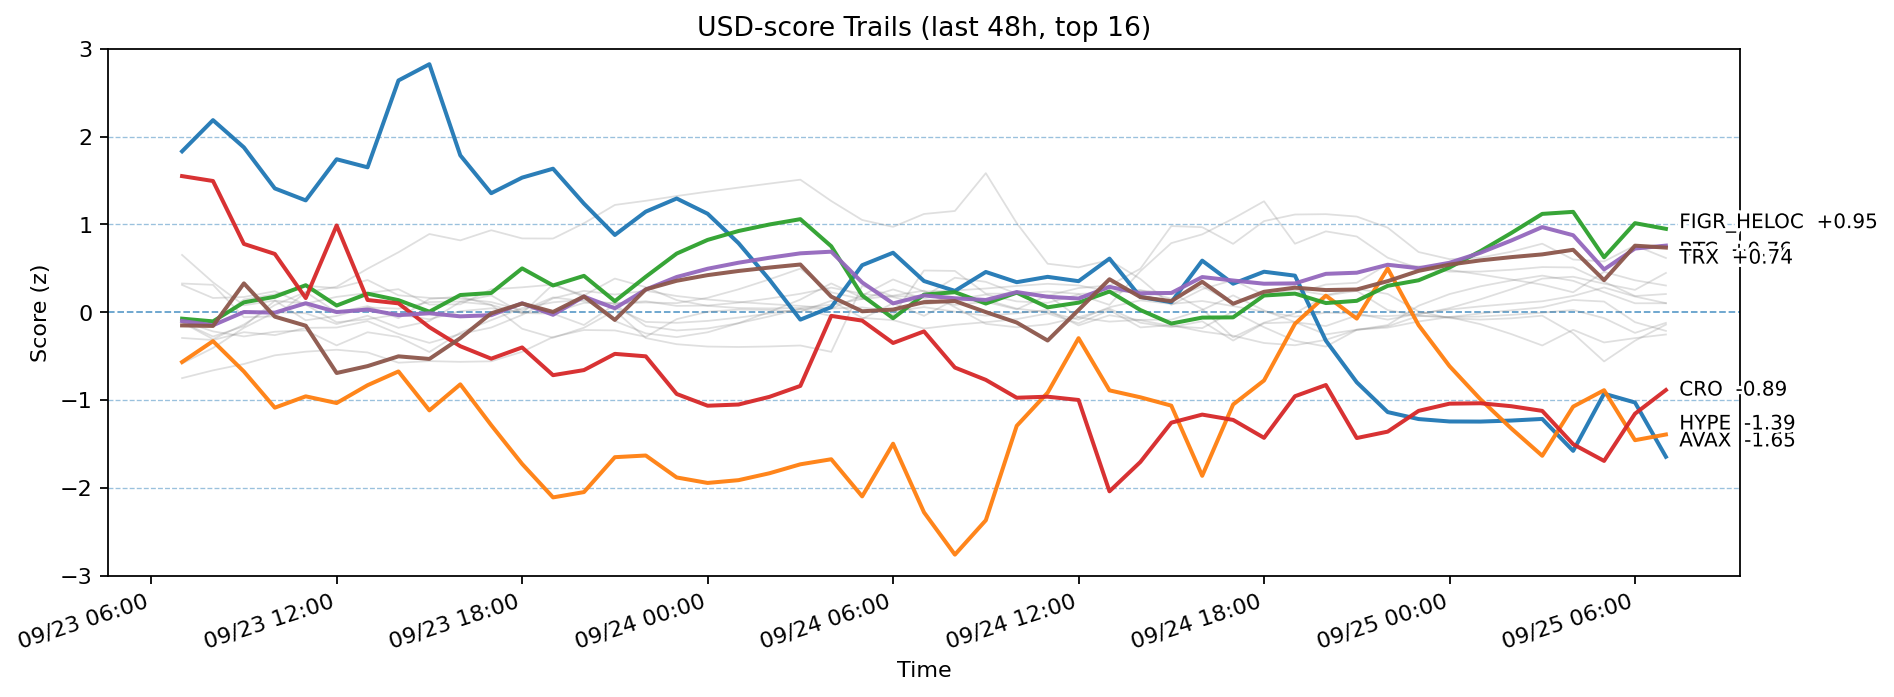 USD-score Trails (last 48h, top 16)
Score (z)
3
2
1
0
−1
−2
−3
FIGR_HELOC +0.95
TRX +0.74
CRO -0.89
HYPE -1.39
AVAX -1.65
09/23 06:00
09/23 12:00
09/23 18:00
09/24 00:00
09/24 06:00
09/24 12:00
09/24 18:00
09/25 00:00
09/25 06:00
Time